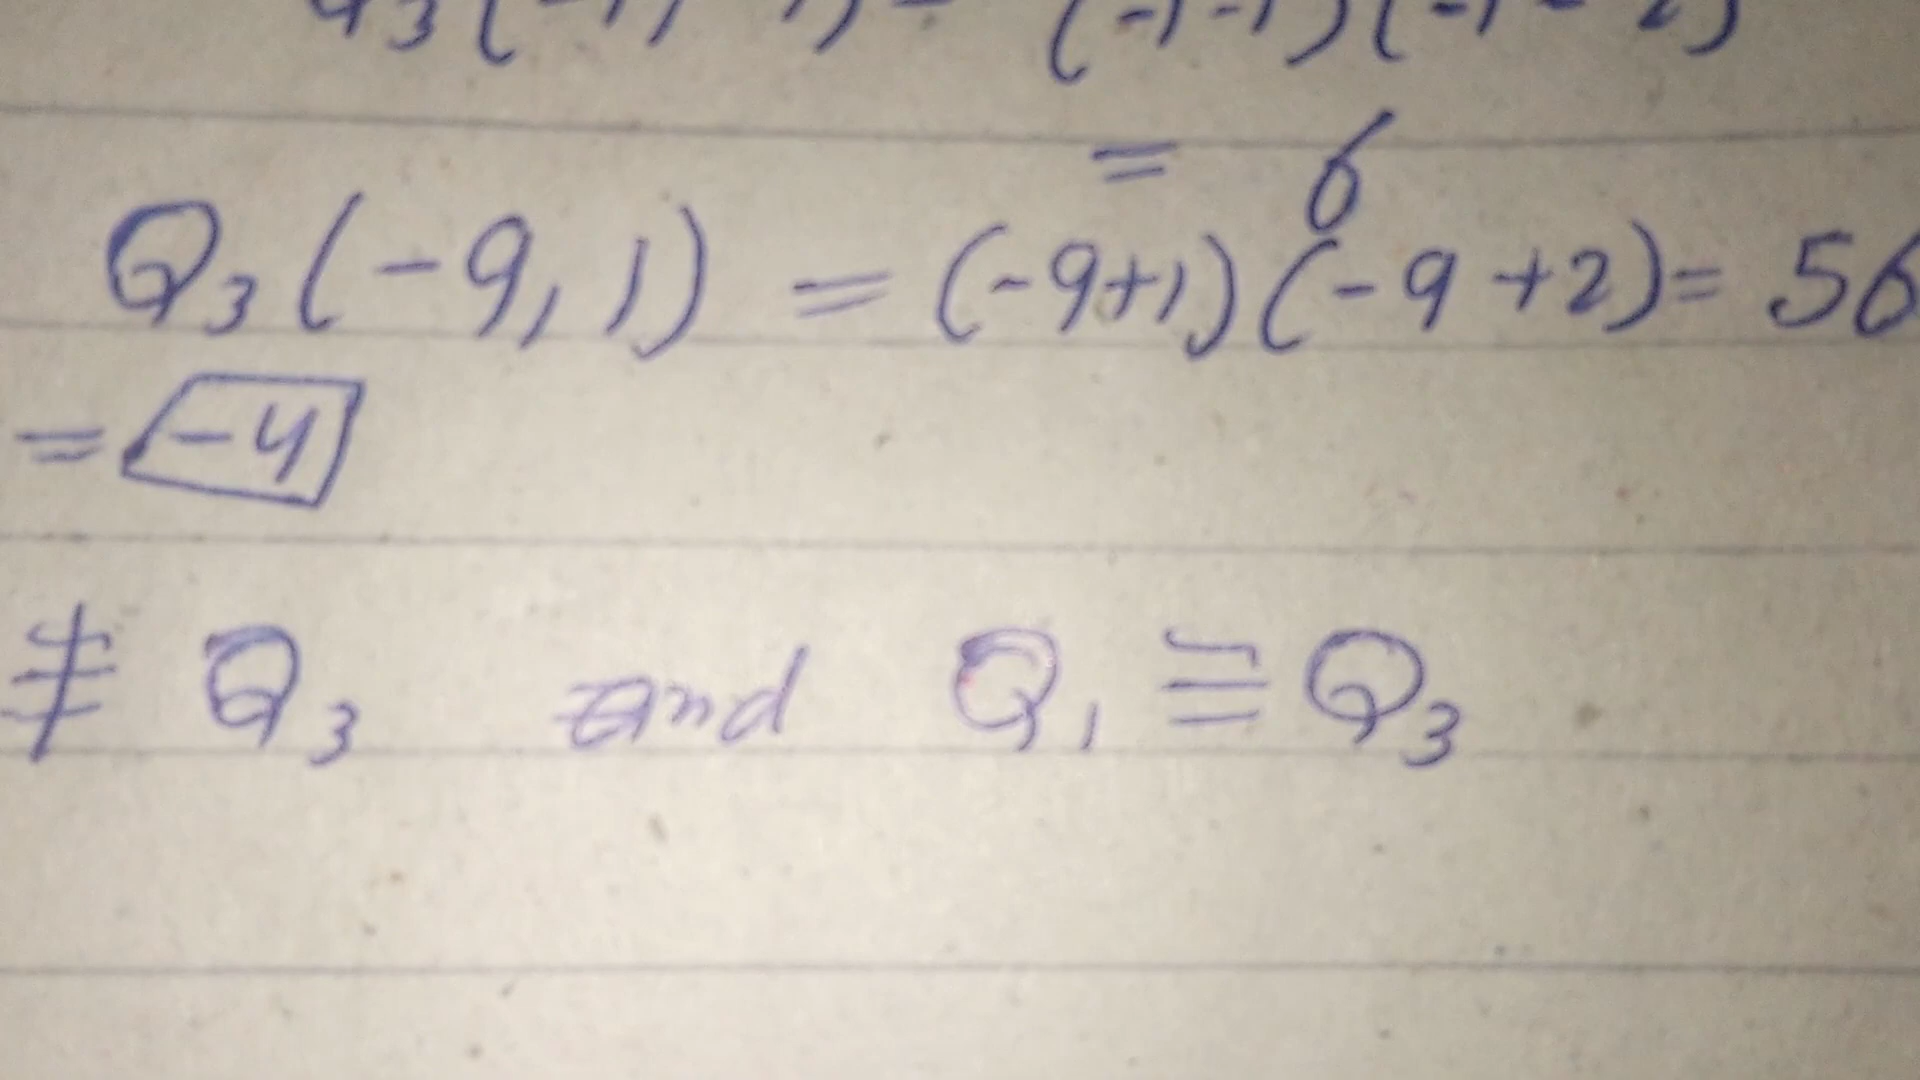 = 6
Q₃(-9, 1) = (-9+1)(-9+2) = 56
= -4
≇ Q₃ and Q₁ ≅ Q₃